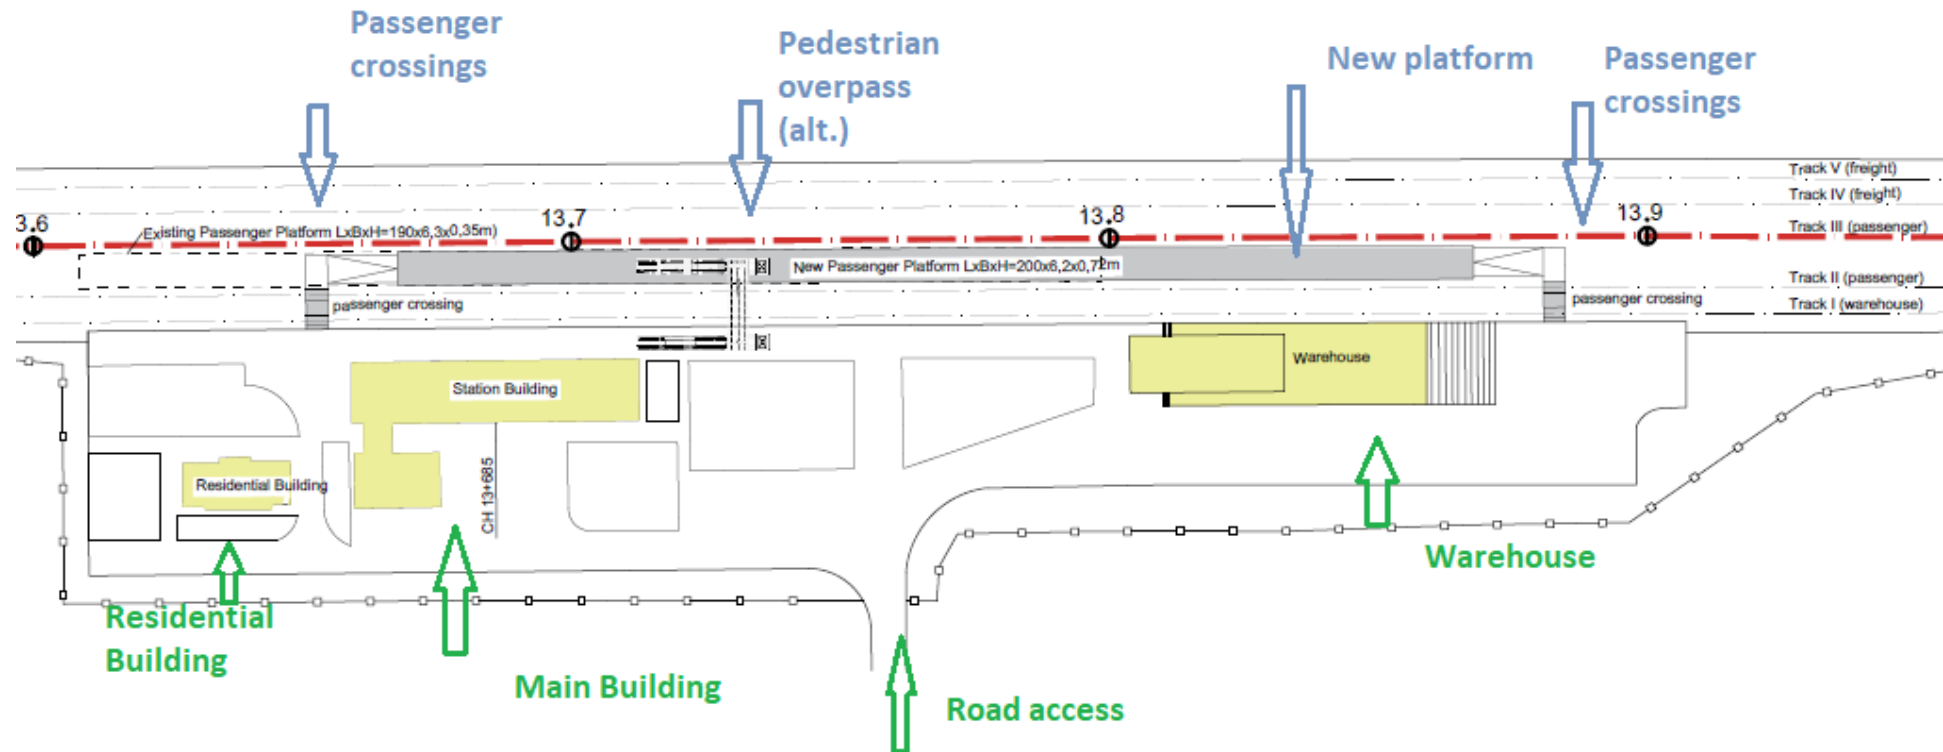 Passenger
crossings
Pedestrian
overpass
(alt.)
New platform
Passenger
crossings
Track V (freight)
Track IV (freight)
3.6
13.7
13.8
13.9
Existing Passenger Platform LxBxH=190x6,3x0,35m)
Track III (passenger)
New Passenger Platform LxBxH=200x6,2x0,72m
Track II (passenger)
passenger crossing
passenger crossing
Track I (warehouse)
Station Building
Warehouse
Residential Building
CH 13+685
Warehouse
Residential
Building
Main Building
Road access